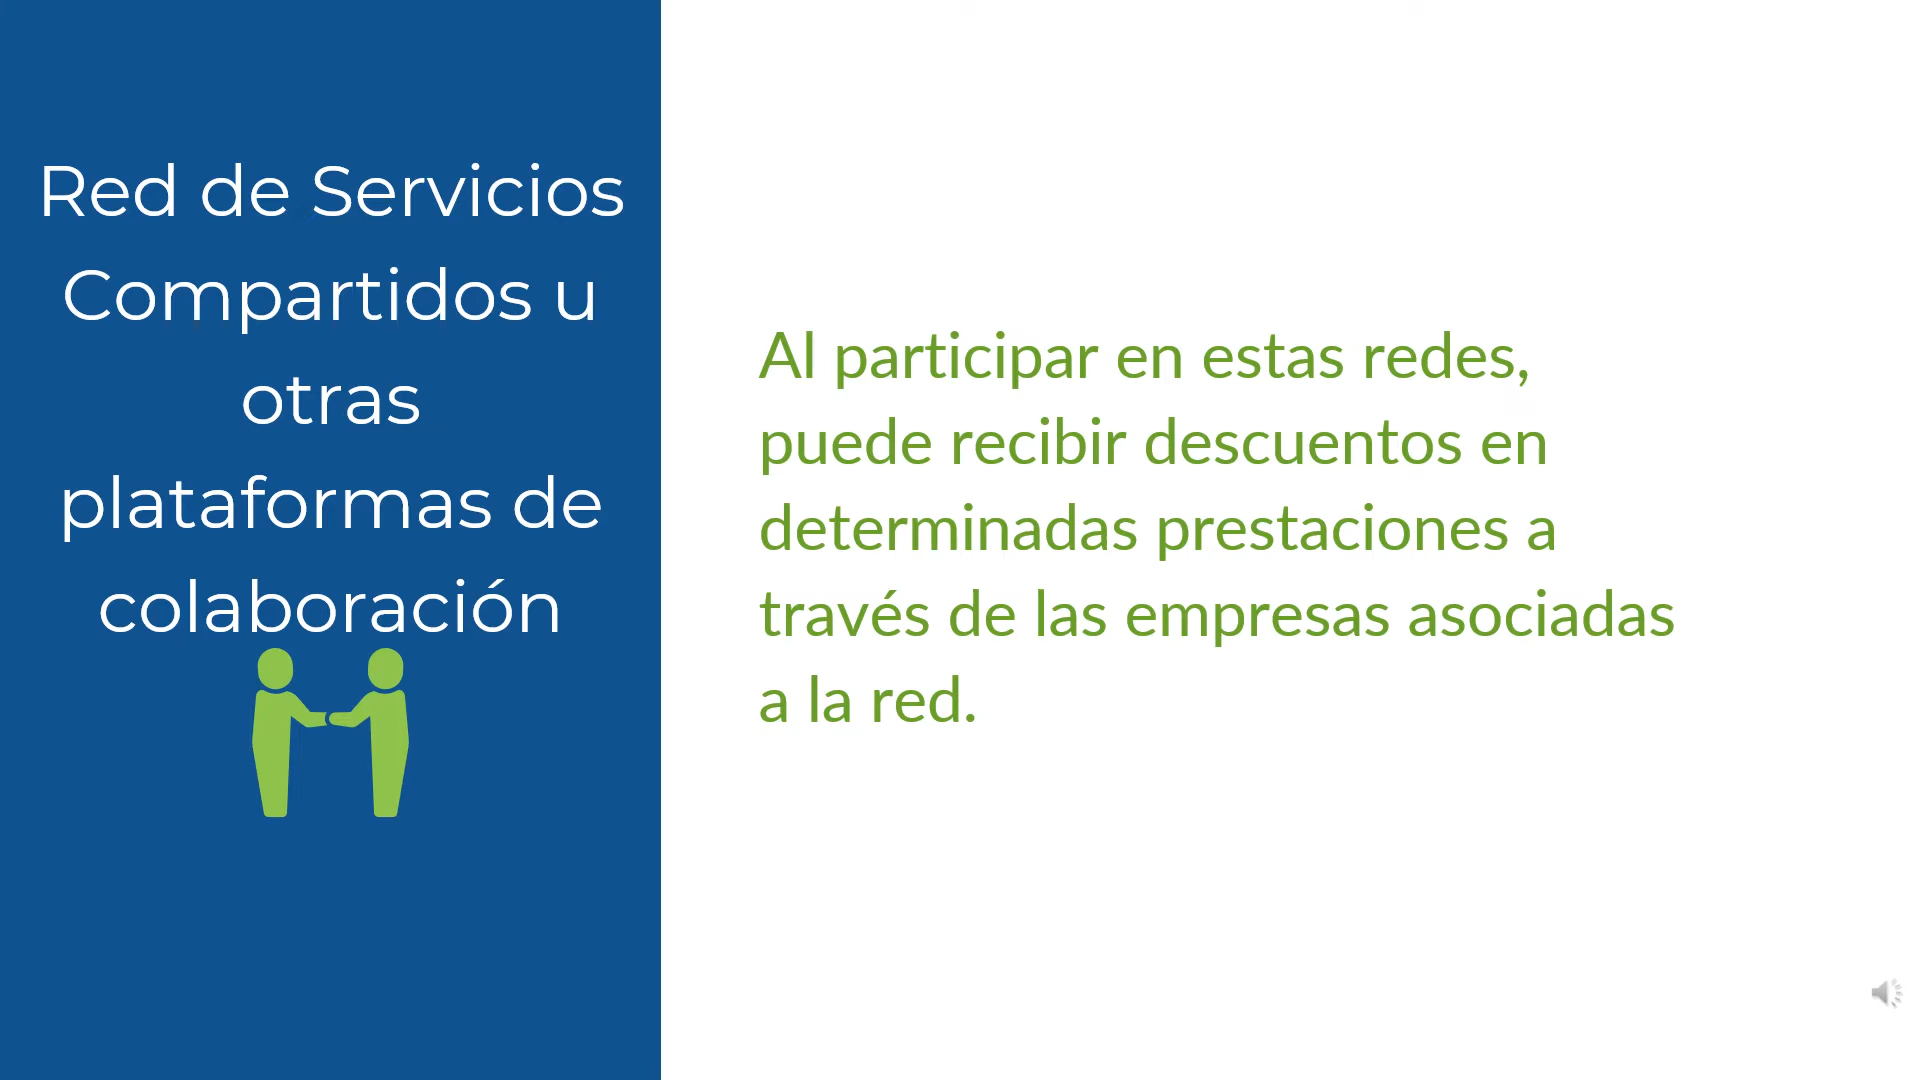 Red de Servicios
Compartidos u
otras
plataformas de
colaboración
Al participar en estas redes,
puede recibir descuentos en
determinadas prestaciones a
través de las empresas asociadas
a la red.